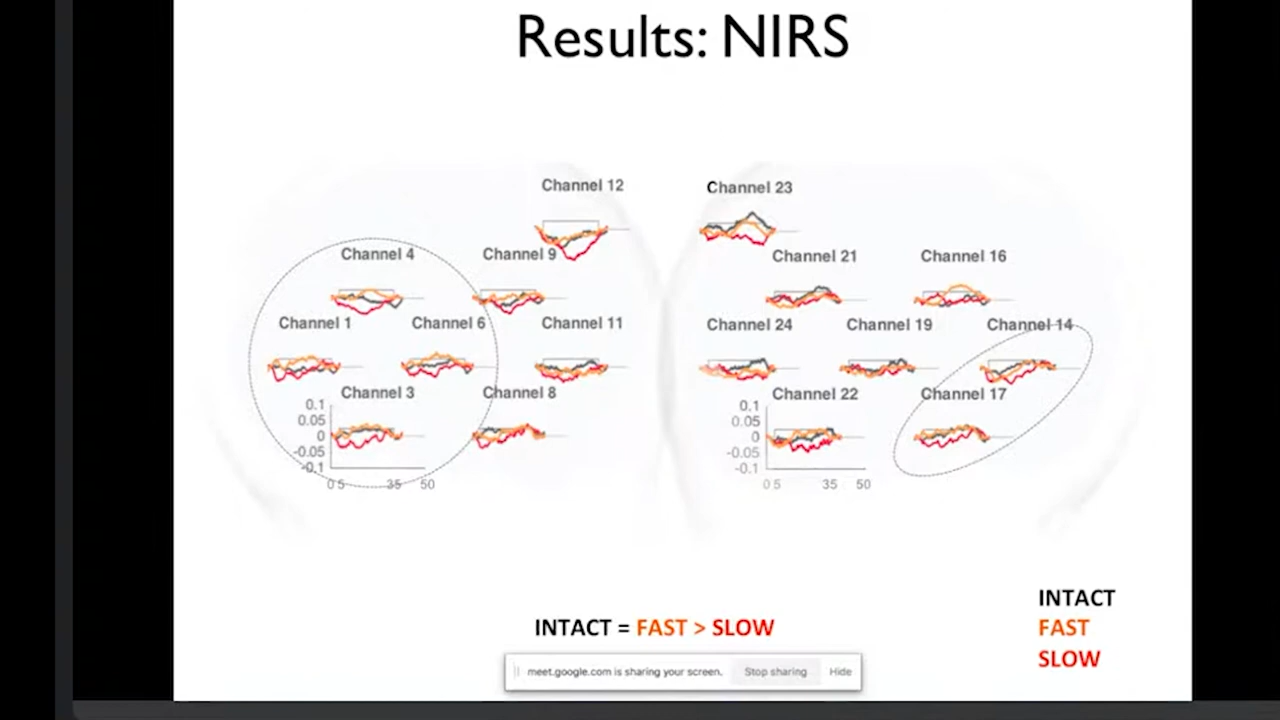 Results: NIRS
Channel 12
Channel 23
Channel 4
Channel 9
Channel 21
Channel 16
Channel 1
Channel 6
Channel 11
Channel 24
Channel 19
Channel 14
Channel 3
Channel 8
Channel 22
Channel 17
0.1
0.05
0
-0.05
-0.1
0 5 35 50
0.1
0.05
0
-0.05
-0.1
0 5 35 50
INTACT = FAST > SLOW
INTACT
FAST
SLOW
meet.google.com is sharing your screen. Stop sharing Hide